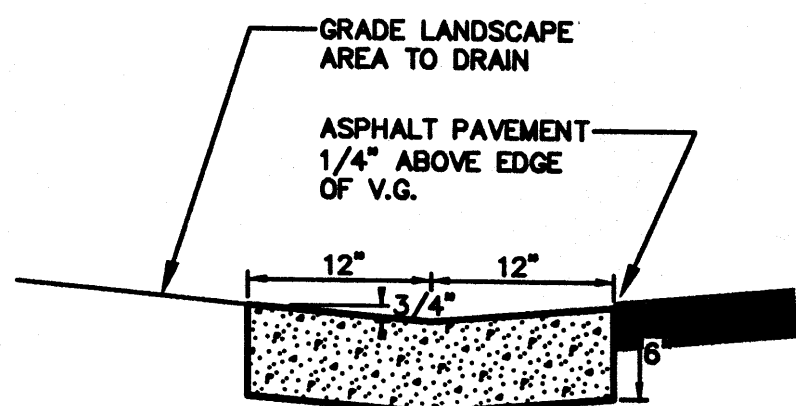 GRADE LANDSCAPE
AREA TO DRAIN
ASPHALT PAVEMENT
1/4" ABOVE EDGE
OF V.G.
12" 12"
3/4"
6"